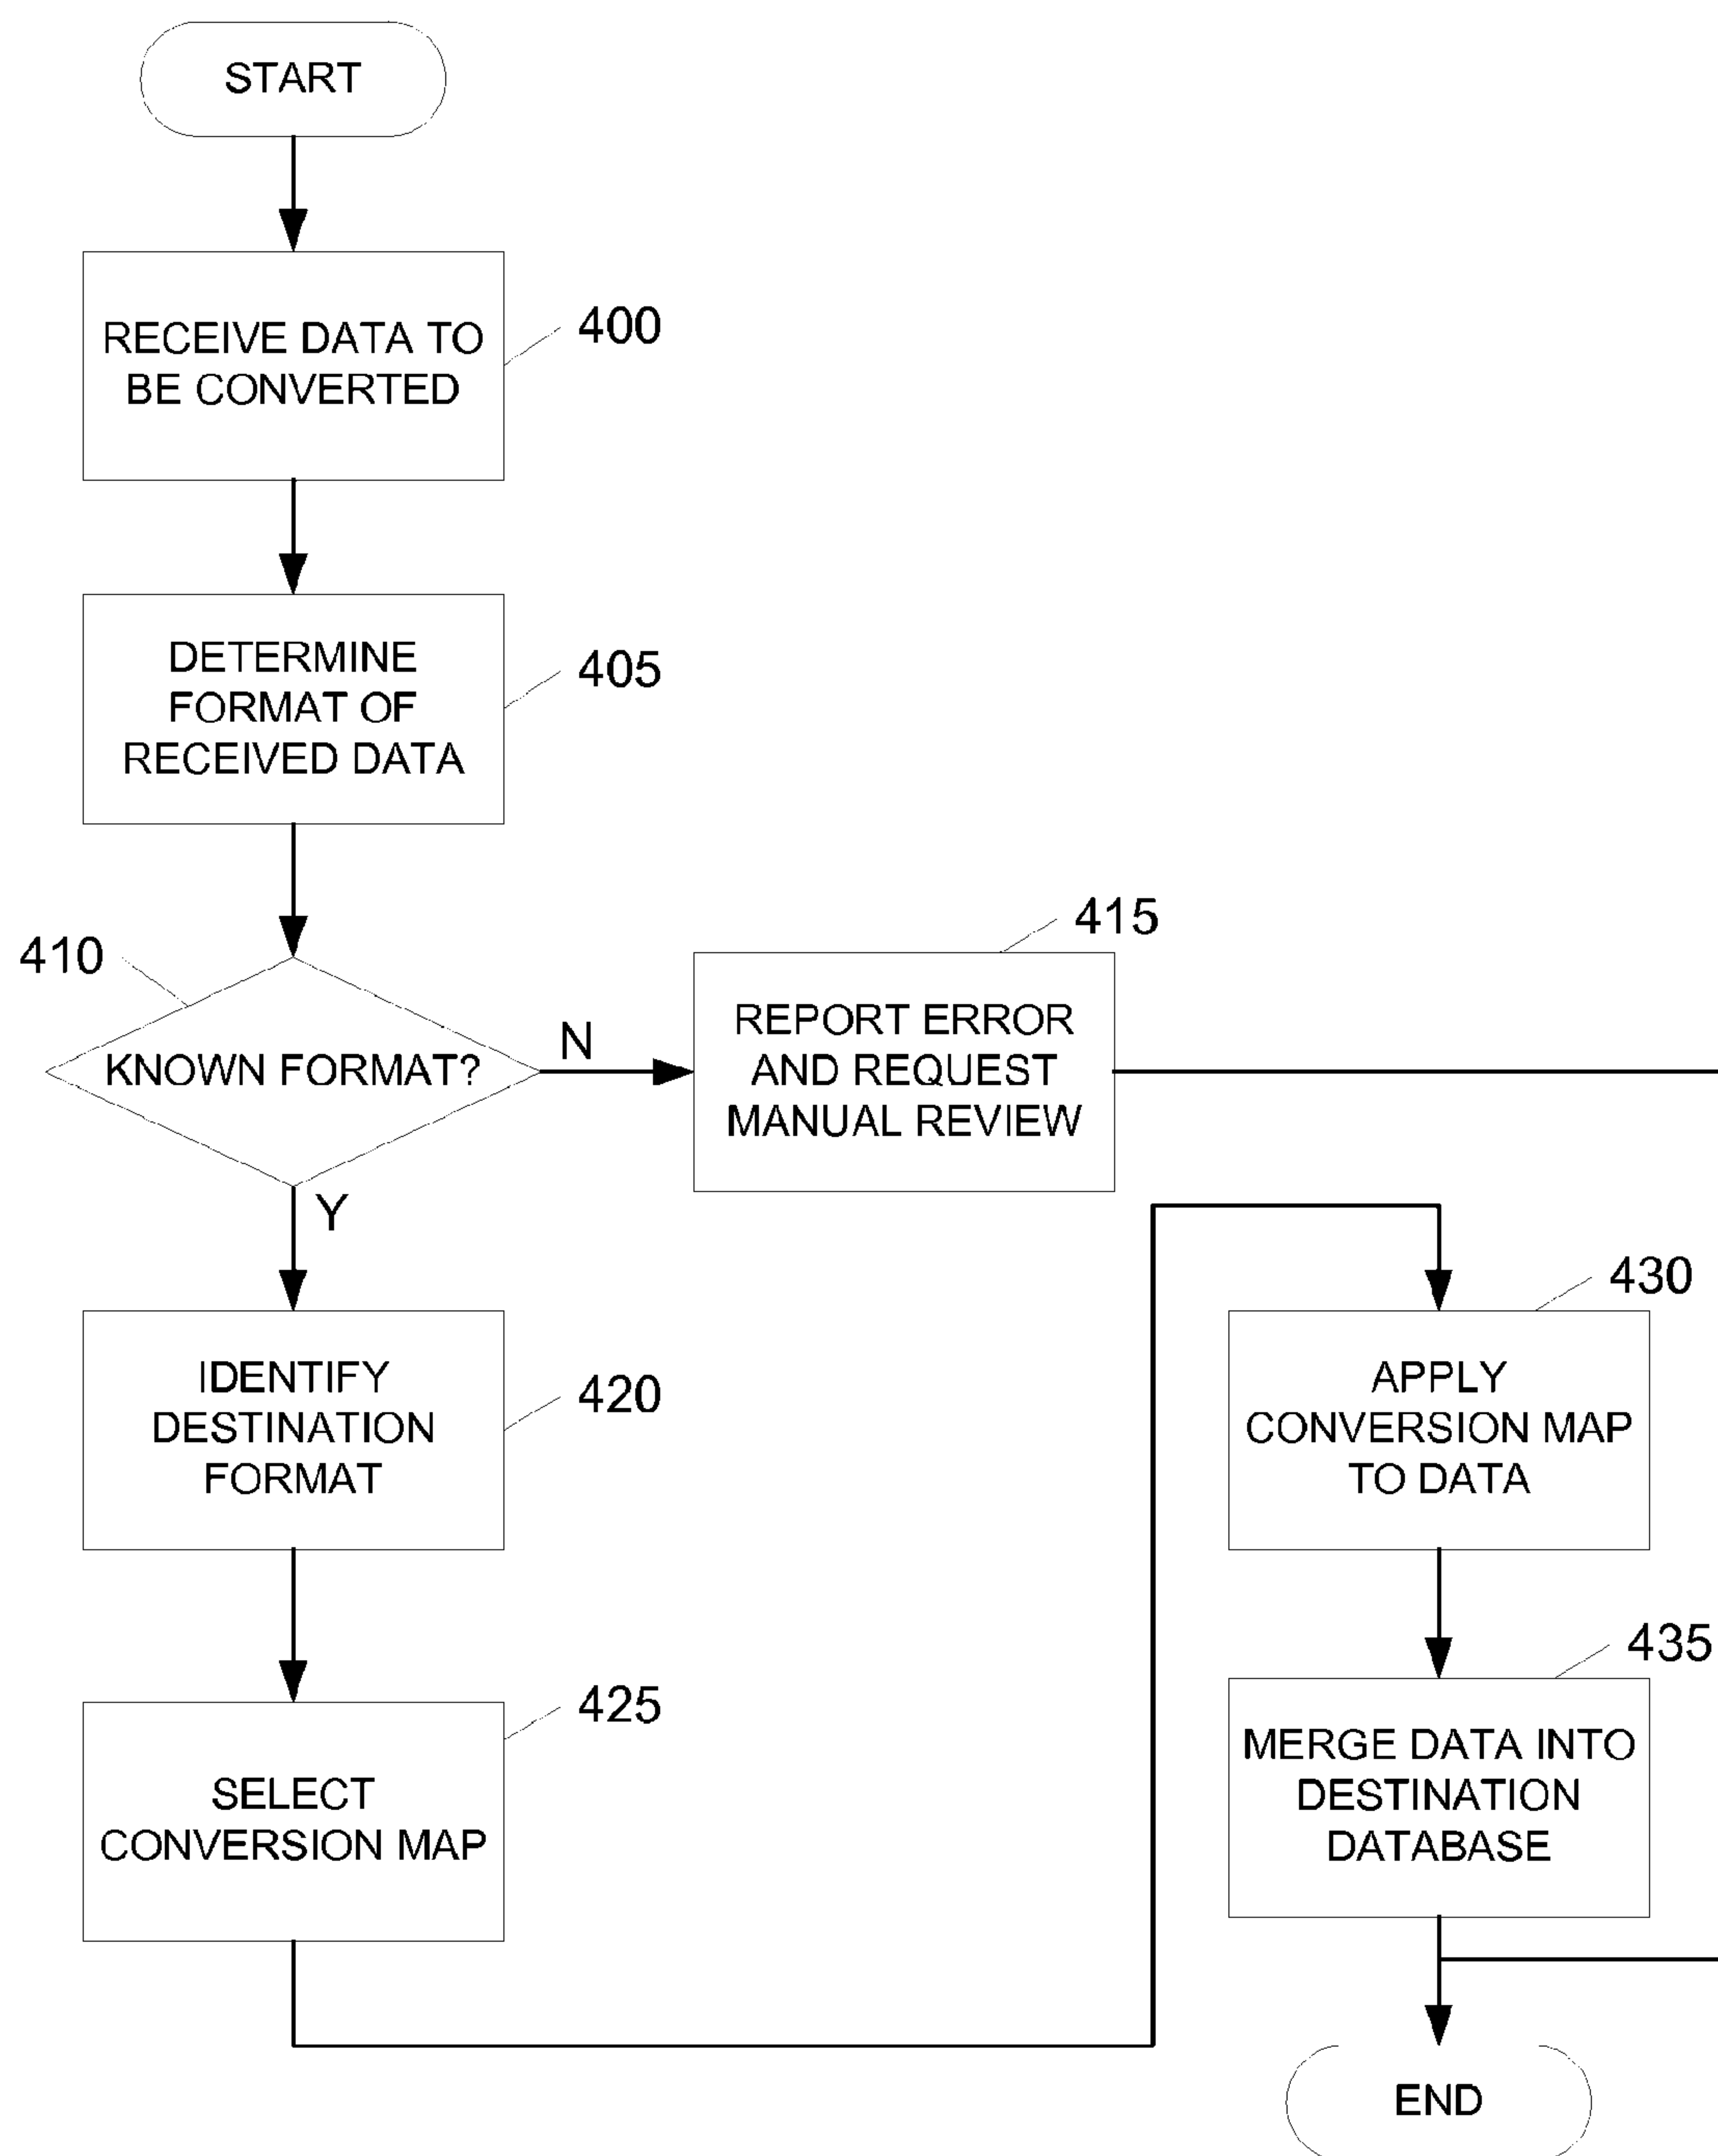 START
RECEIVE DATA TO
BE CONVERTED
400
DETERMINE
FORMAT OF
RECEIVED DATA
405
410
KNOWN FORMAT?
N
Y
415
REPORT ERROR
AND REQUEST
MANUAL REVIEW
IDENTIFY
DESTINATION
FORMAT
420
SELECT
CONVERSION MAP
425
430
APPLY
CONVERSION MAP
TO DATA
435
MERGE DATA INTO
DESTINATION
DATABASE
END